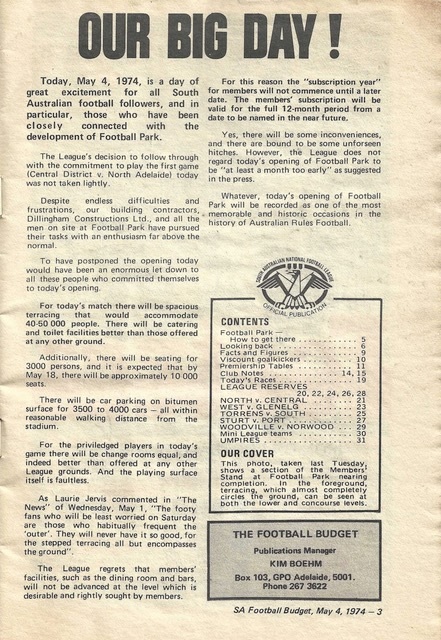 OUR BIG DAY !
Today, May 4, 1974, is a day of
great excitement for all South
Australian football followers, and in
particular, those who have been
closely connected with the
development of Football Park.
The League's decision to follow through
with the commitment to play the first game
(Central District v. North Adelaide) today
was not taken lightly.
Despite endless difficulties and
frustrations, our building contractors,
Dillingham Constructions Ltd., and all the
men on site at Football Park have pursued
their tasks with an enthusiasm far above the
normal.
To have postponed the opening today
would have been an enormous let down to
all these people who committed themselves
to today's opening.
For today's match there will be spacious
terracing that would accommodate
40-50 000 people. There will be catering
and toilet facilities better than those offered
at any other ground.
Additionally, there will be seating for
3000 persons, and it is expected that by
May 18, there will be approximately 10 000
seats.
There will be car parking on bitumen
surface for 3500 to 4000 cars — all within
reasonable walking distance from the
stadium.
For the priviledged players in today's
game there will be change rooms equal, and
indeed better than offered at any other
League grounds. And the playing surface
itself is faultless.
As Laurie Jervis commented in "The
News" of Wednesday, May 1, "The footy
fans who will be least worried on Saturday
are those who habitually frequent the
'outer'. They will never have it so good, for
the stepped terracing all but encompasses
the ground".
The League regrets that members'
facilities, such as the dining room and bars,
will not be advanced at the level which is
desirable and rightly sought by members.
For this reason the "subscription year"
for members will not commence until a later
date. The members' subscription will be
valid for the full 12-month period from a
date to be named in the near future.
Yes, there will be some inconveniences,
and there are bound to be some unforseen
hitches. However, the League does not
regard today's opening of Football Park to
be "at least a month too early" as suggested
in the press.
Whatever, today's opening of Football
Park will be recorded as one of the most
memorable and historic occasions in the
history of Australian Rules Football.
SOUTH AUSTRALIAN NATIONAL FOOTBALL LEAGUE
OFFICIAL PUBLICATION
CONTENTS
Football Park —
How to get there . . . . . . . . . . . 5
Looking back . . . . . . . . . . . . . . 6
Facts and Figures . . . . . . . . . . . . 9
Viscount goalkickers . . . . . . . . . . 10
Premiership Tables . . . . . . . . . . . 11
Club Notes . . . . . . . . . . . . . 14, 15
Today's Races . . . . . . . . . . . . . 19
LEAGUE RESERVES
20, 22, 24, 26, 28
NORTH v. CENTRAL . . . . . . . . . 21
WEST v. GLENELG . . . . . . . . . . 23
TORRENS v. SOUTH . . . . . . . . . 25
STURT v. PORT . . . . . . . . . . . . 27
WOODVILLE v. NORWOOD . . . . . 29
Mini League teams . . . . . . . . . . . 30
UMPIRES . . . . . . . . . . . . . . . . 31
OUR COVER
This photo, taken last Tuesday,
shows a section of the Members'
Stand at Football Park nearing
completion. In the foreground,
terracing, which almost completely
circles the ground, can be seen at
both the lower and concourse levels.
THE FOOTBALL BUDGET
Publications Manager
KIM BOEHM
Box 103, GPO Adelaide, 5001.
Phone 267 3622
SA Football Budget, May 4, 1974 — 3